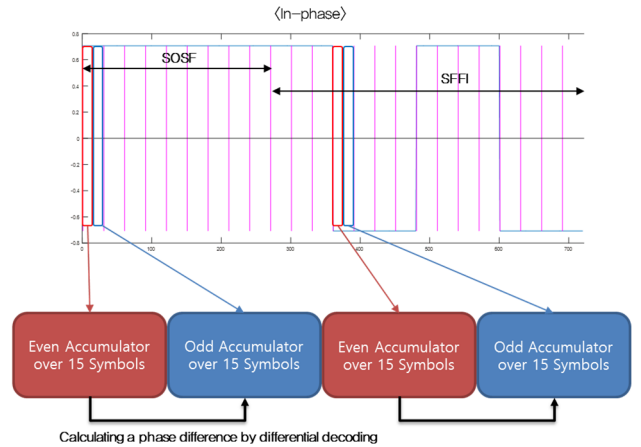 〈In-phase〉
0.8
SOSF
0.6
SFFI
0.4
0.2
0
-0.2
-0.4
-0.6
-0.8
0 100 200 300 400 500 600 700
Even Accumulator Odd Accumulator Even Accumulator Odd Accumulator
over 15 Symbols over 15 Symbols over 15 Symbols over 15 Symbols
Calculating a phase difference by differential decoding